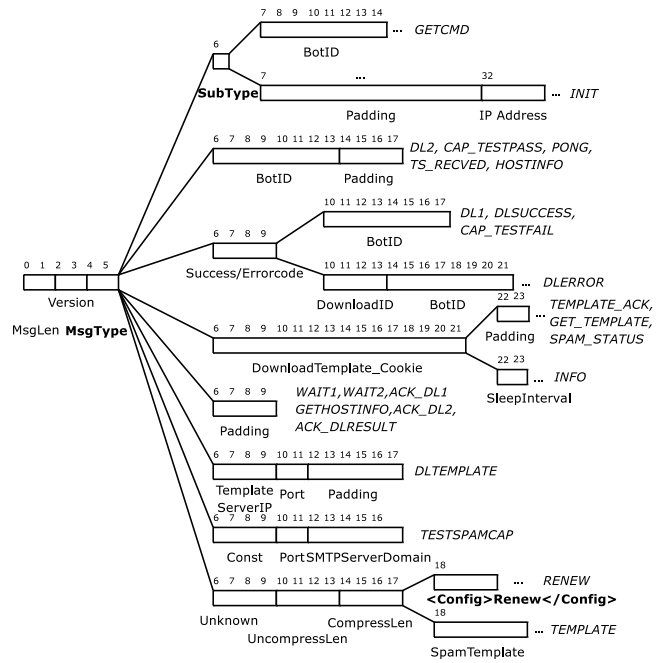 7 8 9 10 11 12 13 14
... GETCMD
BotID
6
SubType
7 ... 32
... INIT
Padding IP Address
6 7 8 9 10 11 12 13 14 15 16 17
DL2, CAP_TESTPASS, PONG,
TS_RECVED, HOSTINFO
BotID Padding
10 11 12 13 14 15 16 17
DL1, DLSUCCESS,
CAP_TESTFAIL
BotID
6 7 8 9
Success/Errorcode
10 11 12 13 14 15 16 17 18 19 20 21
... DLERROR
DownloadID BotID
0 1 2 3 4 5
Version
MsgLen MsgType
6 7 8 9 10 11 12 13 14 15 16 17 18 19 20 21
DownloadTemplate_Cookie
22 23
Padding
... TEMPLATE_ACK,
GET_TEMPLATE,
SPAM_STATUS
22 23
... INFO
SleepInterval
6 7 8 9
Padding
WAIT1,WAIT2,ACK_DL1
GETHOSTINFO,ACK_DL2,
ACK_DLRESULT
6 7 8 9 10 11 12 13 14 15 16 17
DLTEMPLATE
Template Port Padding
ServerIP
6 7 8 9 10 11 12 13 14 15 16
TESTSPAMCAP
Const Port SMTPServerDomain
6 7 8 9 10 11 12 13 14 15 16 17
Unknown CompressLen
UncompressLen
18
... RENEW
<Config>Renew</Config>
18
... TEMPLATE
SpamTemplate